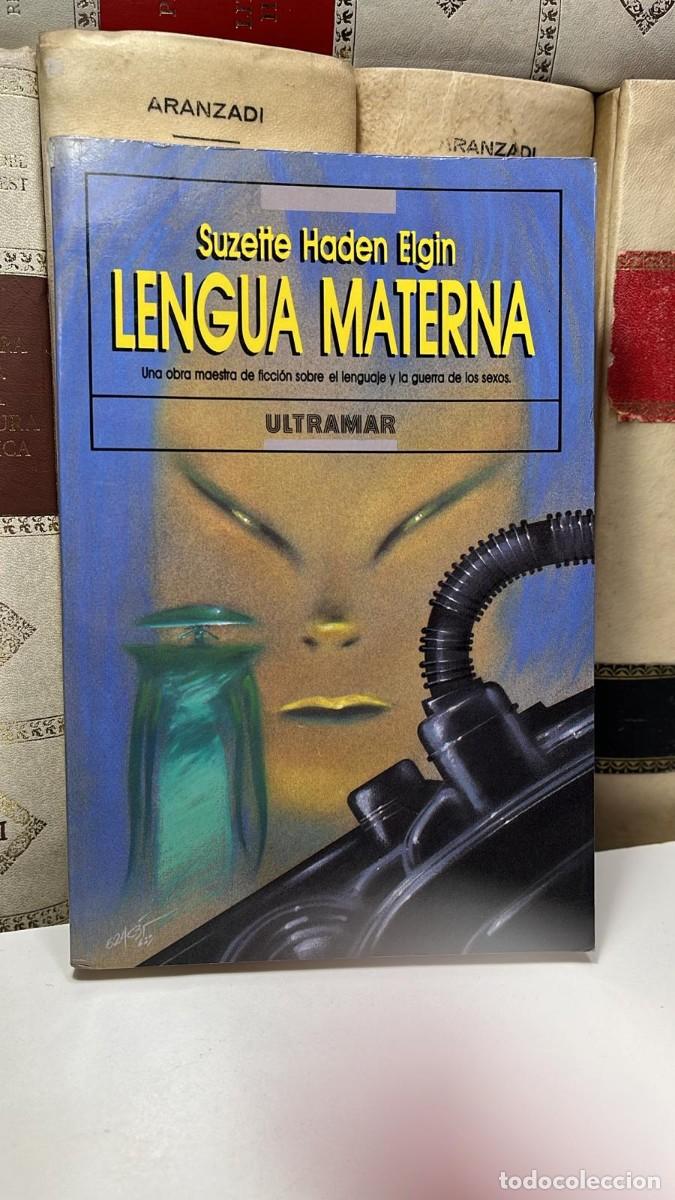 ARANZADI
ARANZADI
Suzette Haden Elgin
LENGUA MATERNA
Una obra maestra de ficción sobre el lenguaje y la guerra de los sexos.
ULTRAMAR
todocoleccion